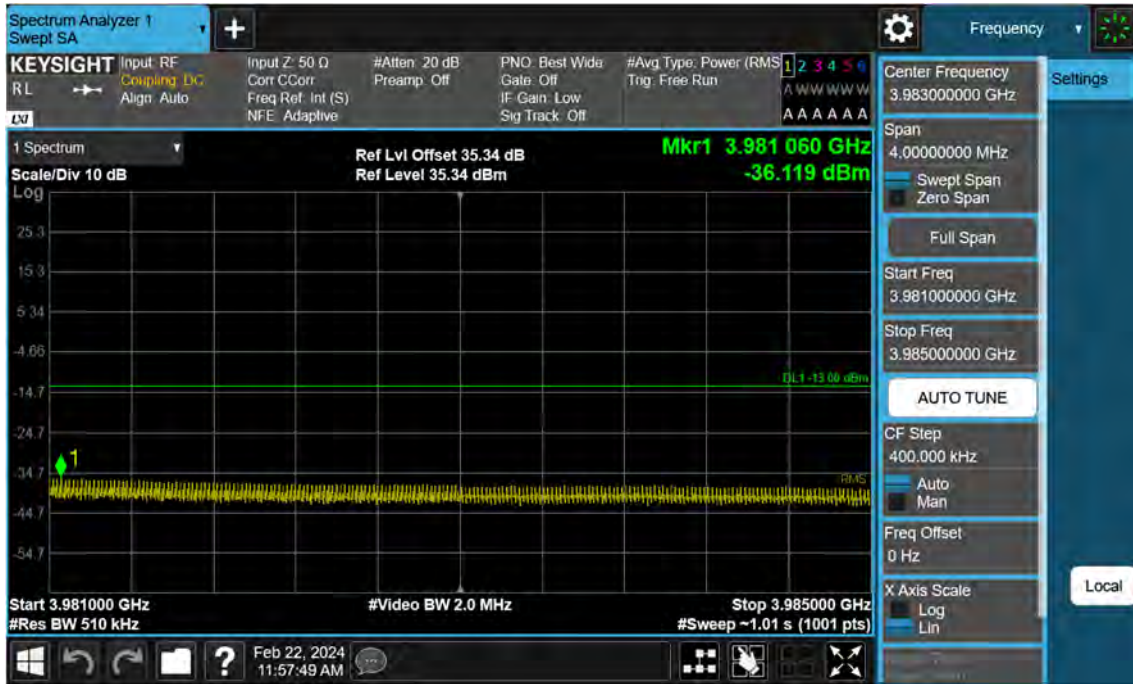 Spectrum Analyzer 1
Swept SA
+
Frequency
KEYSIGHT
RL
LXI
Input: RF
Coupling: DC
Align: Auto
Input Z: 50 Ω
Corr CCorr
Freq Ref: Int (S)
NFE: Adaptive
#Atten: 20 dB
Preamp: Off
PNO: Best Wide
Gate: Off
IF Gain: Low
Sig Track: Off
#Avg Type: Power (RMS
Trig: Free Run
1 2 3 4 5 6
A W W W W W
A A A A A A
1 Spectrum
Scale/Div 10 dB
Ref Lvl Offset 35.34 dB
Ref Level 35.34 dBm
Mkr1 3.981 060 GHz
-36.119 dBm
Log
25.3
15.3
5.34
-4.66
DL1 -13.00 dBm
-14.7
-24.7
1
-34.7
RMS
-44.7
-54.7
Start 3.981000 GHz
#Video BW 2.0 MHz
Stop 3.985000 GHz
#Res BW 510 kHz
#Sweep ~1.01 s (1001 pts)
Center Frequency
3.983000000 GHz
Settings
Span
4.00000000 MHz
Swept Span
Zero Span
Full Span
Start Freq
3.981000000 GHz
Stop Freq
3.985000000 GHz
AUTO TUNE
CF Step
400.000 kHz
Auto
Man
Freq Offset
0 Hz
X Axis Scale
Log
Lin
Local
?
Feb 22, 2024
11:57:49 AM